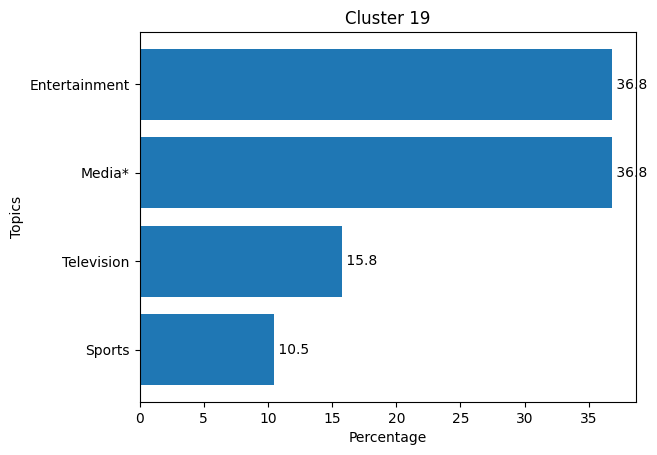 Cluster 19
Topics
Entertainment 36.8
Media* 36.8
Television 15.8
Sports 10.5
0 5 10 15 20 25 30 35
Percentage